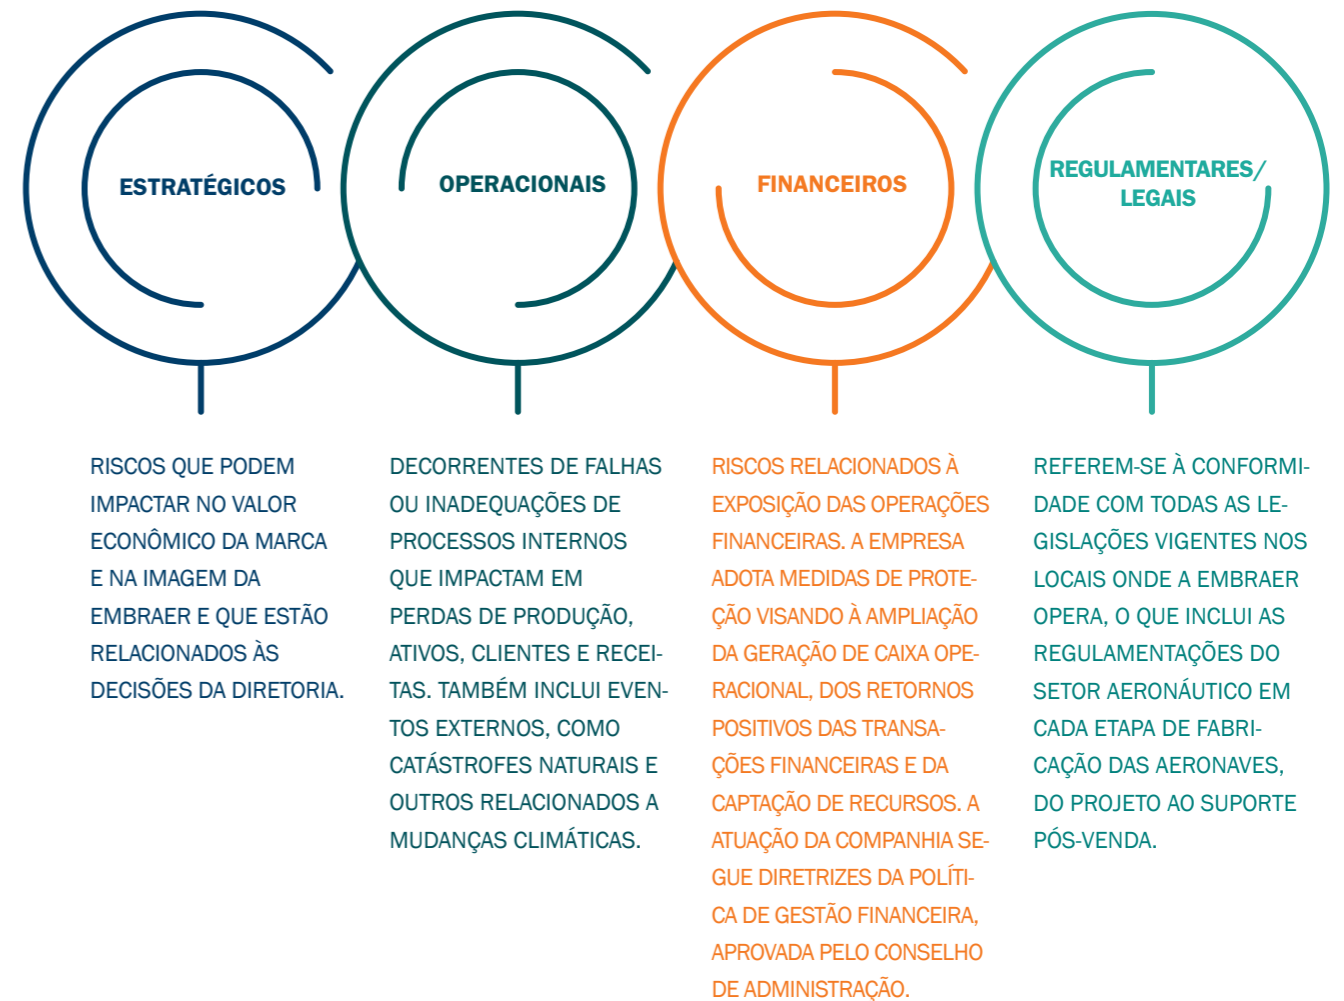 ESTRATÉGICOS
OPERACIONAIS
FINANCEIROS
REGULAMENTARES/
LEGAIS
RISCOS QUE PODEM
IMPACTAR NO VALOR
ECONÔMICO DA MARCA
E NA IMAGEM DA
EMBRAER E QUE ESTÃO
RELACIONADOS ÀS
DECISÕES DA DIRETORIA.
DECORRENTES DE FALHAS
OU INADEQUAÇÕES DE
PROCESSOS INTERNOS
QUE IMPACTAM EM
PERDAS DE PRODUÇÃO,
ATIVOS, CLIENTES E RECEI-
TAS. TAMBÉM INCLUI EVEN-
TOS EXTERNOS, COMO
CATÁSTROFES NATURAIS E
OUTROS RELACIONADOS A
MUDANÇAS CLIMÁTICAS.
RISCOS RELACIONADOS À
EXPOSIÇÃO DAS OPERAÇÕES
FINANCEIRAS. A EMPRESA
ADOTA MEDIDAS DE PROTE-
ÇÃO VISANDO À AMPLIAÇÃO
DA GERAÇÃO DE CAIXA OPE-
RACIONAL, DOS RETORNOS
POSITIVOS DAS TRANSA-
ÇÕES FINANCEIRAS E DA
CAPTAÇÃO DE RECURSOS. A
ATUAÇÃO DA COMPANHIA SE-
GUE DIRETRIZES DA POLÍTI-
CA DE GESTÃO FINANCEIRA,
APROVADA PELO CONSELHO
DE ADMINISTRAÇÃO.
REFEREM-SE À CONFORMI-
DADE COM TODAS AS LE-
GISLAÇÕES VIGENTES NOS
LOCAIS ONDE A EMBRAER
OPERA, O QUE INCLUI AS
REGULAMENTAÇÕES DO
SETOR AERONÁUTICO EM
CADA ETAPA DE FABRI-
CAÇÃO DAS AERONAVES,
DO PROJETO AO SUPORTE
PÓS-VENDA.